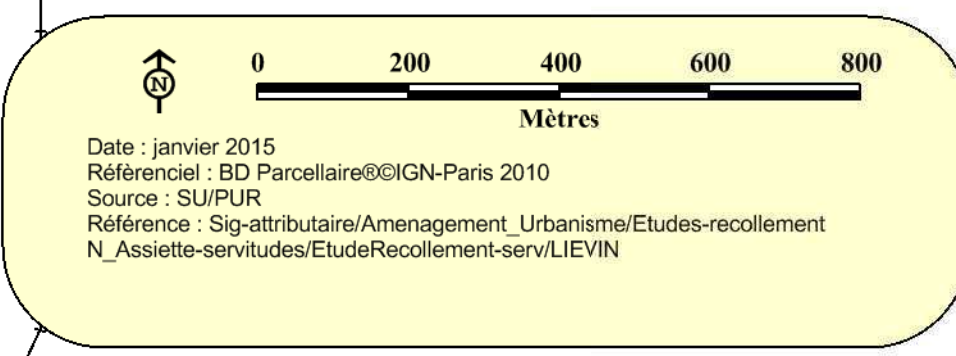 N
0 200 400 600 800
Mètres
Date : janvier 2015
Réfèrenciel : BD Parcellaire®©IGN-Paris 2010
Source : SU/PUR
Référence : Sig-attributaire/Amenagement_Urbanisme/Etudes-recollement
N_Assiette-servitudes/EtudeRecollement-serv/LIEVIN